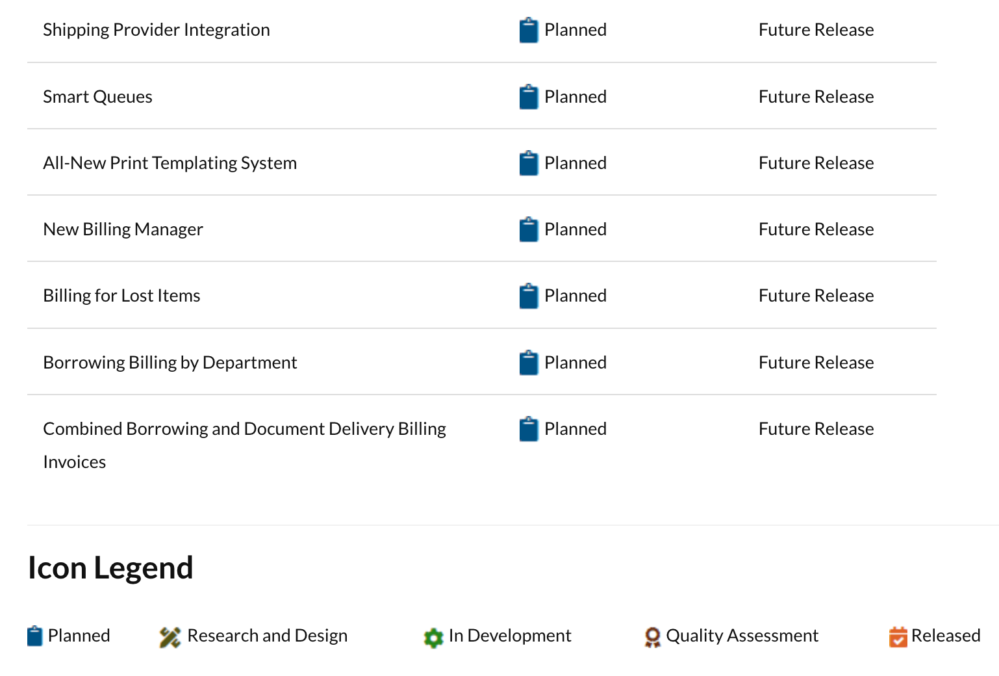 Shipping Provider Integration Planned Future Release
Smart Queues Planned Future Release
All-New Print Templating System Planned Future Release
New Billing Manager Planned Future Release
Billing for Lost Items Planned Future Release
Borrowing Billing by Department Planned Future Release
Combined Borrowing and Document Delivery Billing Planned Future Release
Invoices
Icon Legend
Planned Research and Design In Development Quality Assessment Released